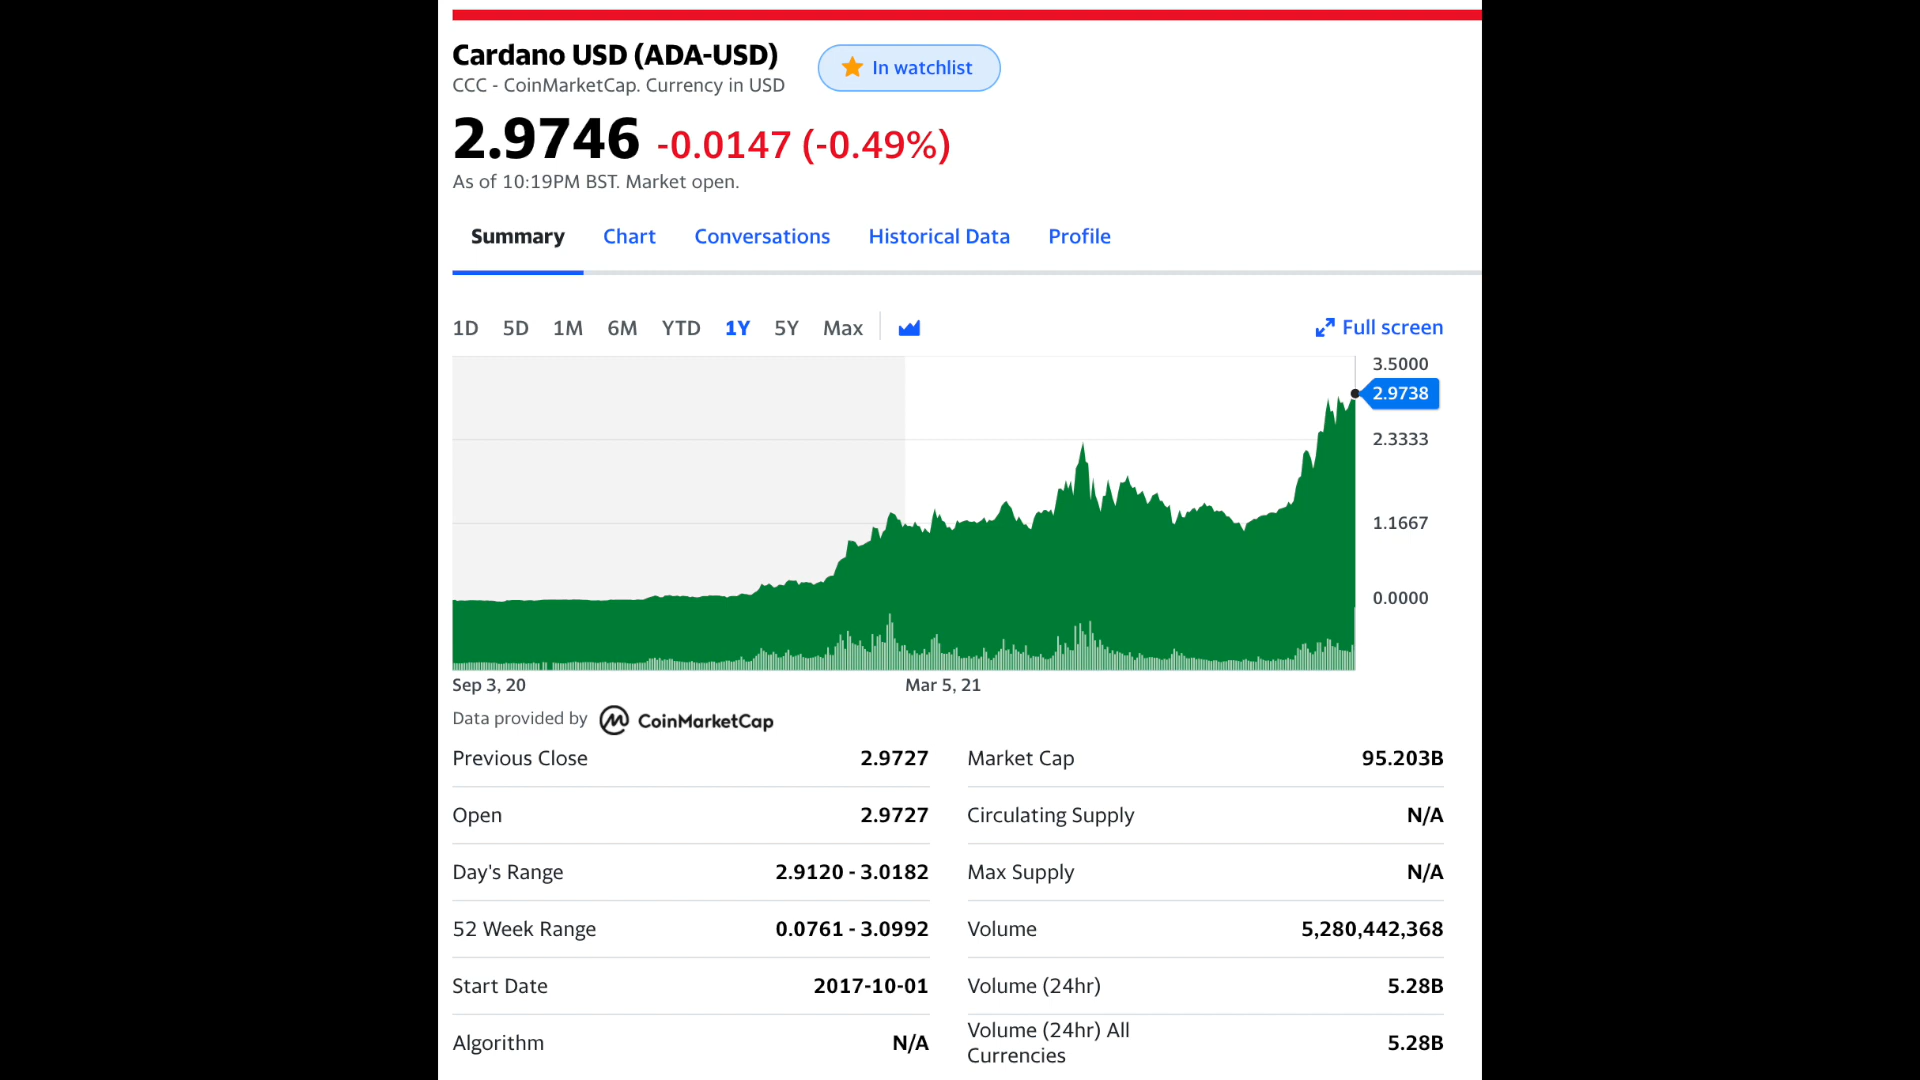 Cardano USD (ADA-USD)
In watchlist
CCC - CoinMarketCap. Currency in USD
2.9746 -0.0147 (-0.49%)
As of 10:19PM BST. Market open.
Summary Chart Conversations Historical Data Profile
1D 5D 1M 6M YTD 1Y 5Y Max Full screen
3.5000
2.9738
2.3333
1.1667
0.0000
Sep 3, 20 Mar 5, 21
Data provided by CoinMarketCap
Previous Close 2.9727 Market Cap 95.203B
Open 2.9727 Circulating Supply N/A
Day's Range 2.9120 - 3.0182 Max Supply N/A
52 Week Range 0.0761 - 3.0992 Volume 5,280,442,368
Start Date 2017-10-01 Volume (24hr) 5.28B
Algorithm N/A Volume (24hr) All Currencies 5.28B